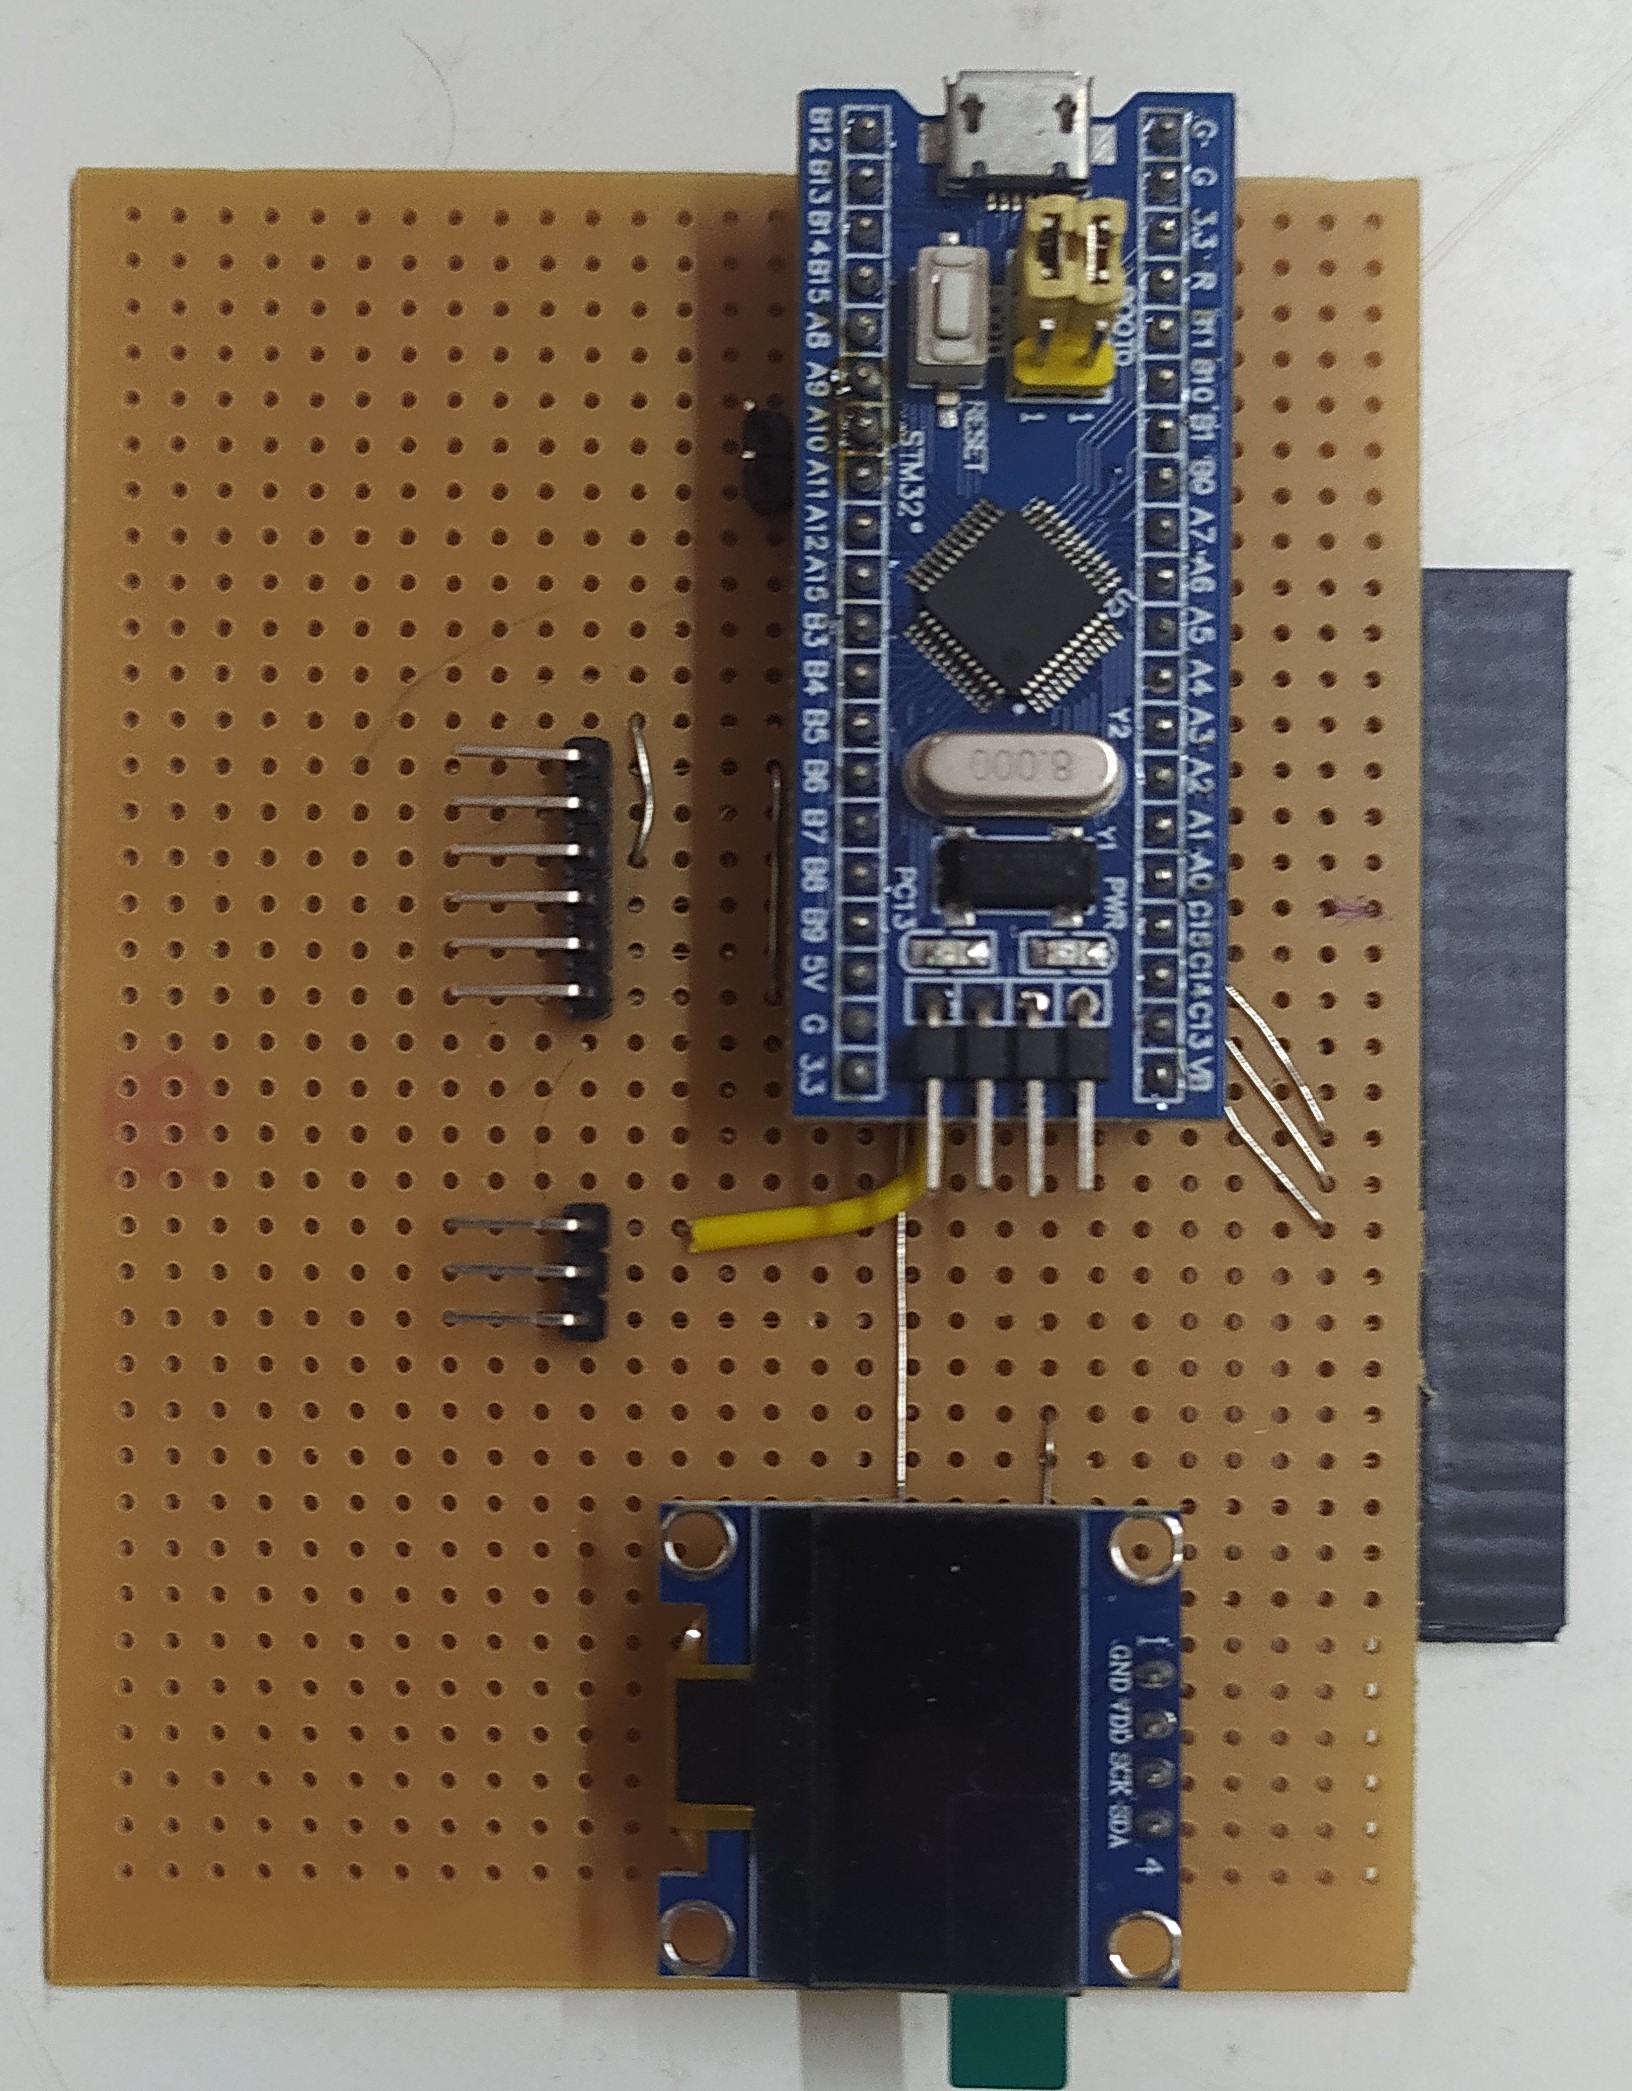 G G 3.3 R B11 B10 B1 B0 A7 A6 A5 A4 A3 A2 A1 A0 C15 C14 C13 VB
BOOT0
U2
Y2
Y1
PWR
1
1
8.000
RESET
STM32
PC13
B12 B13 B14 B15 A8 A9 A10 A11 A12 A15 B3 B4 B5 B6 B7 B8 B9 5V G 3.3
1 4
GND VDD SCK SDA